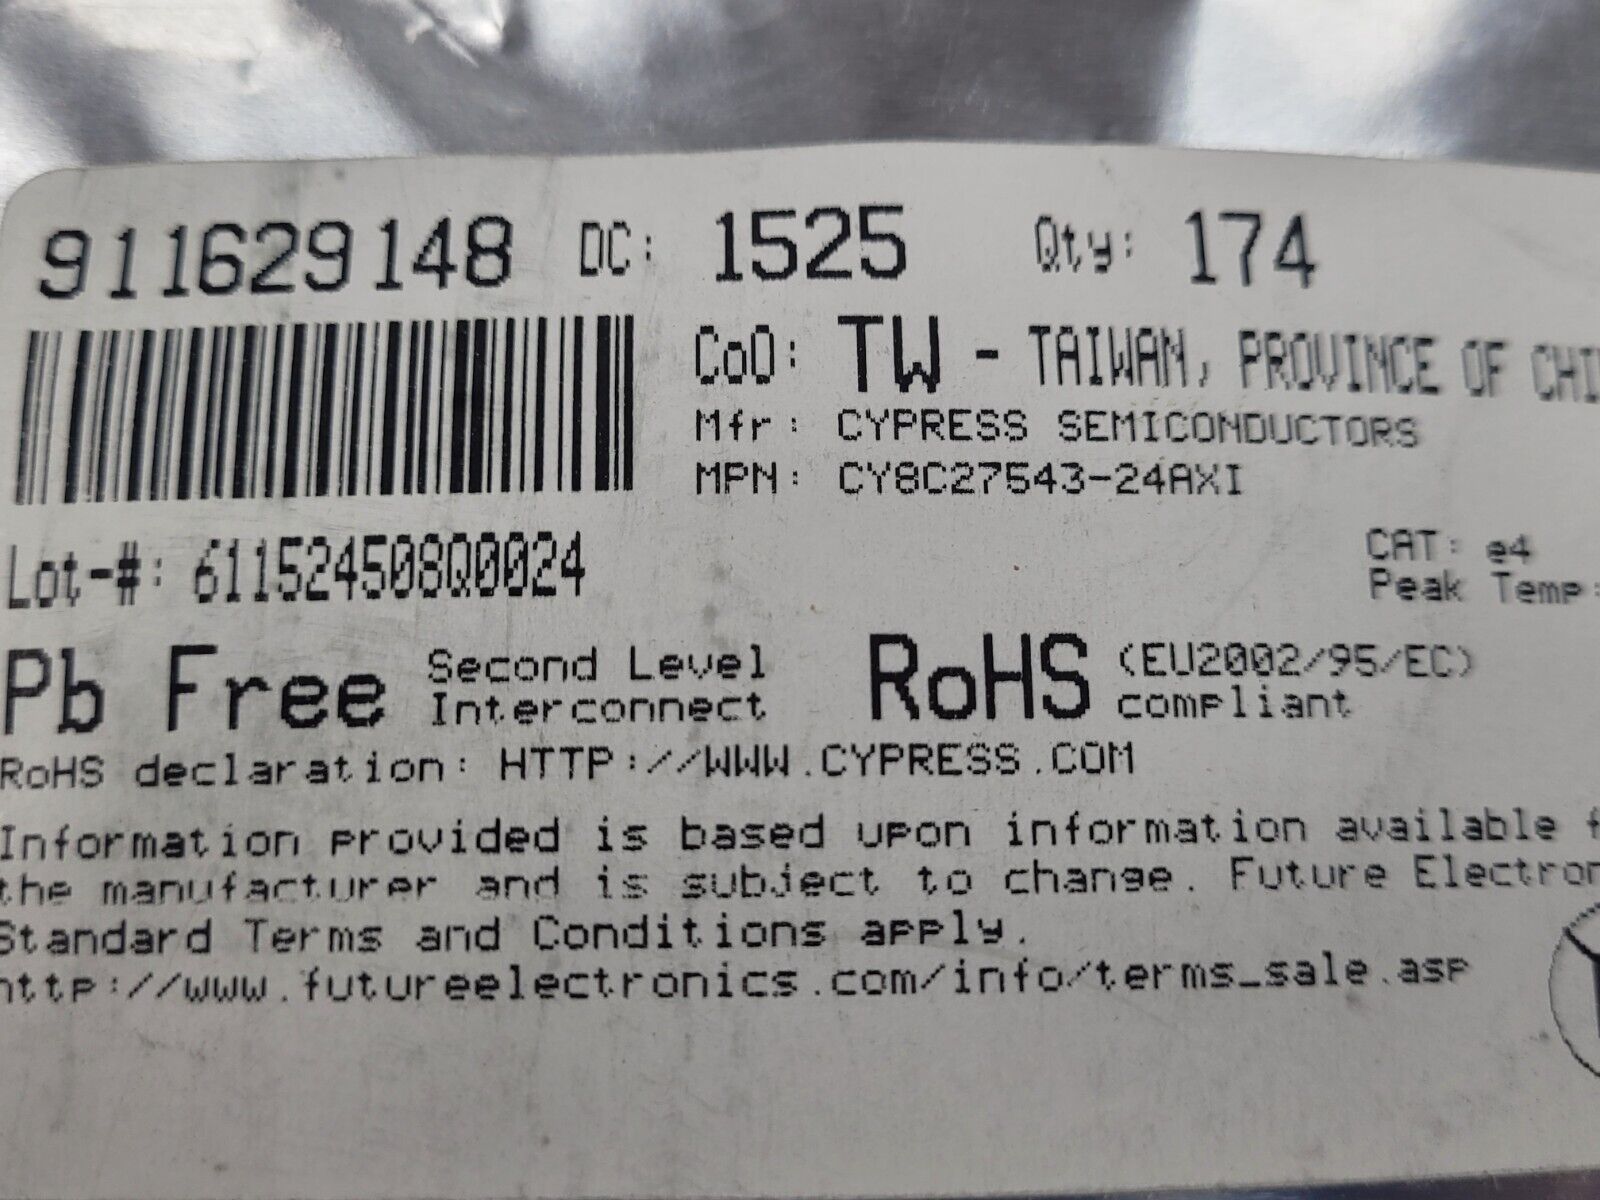 911629148 DC: 1525 Qty: 174
CoO: TW - TAIWAN, PROVINCE OF CHI
Mfr: CYPRESS SEMICONDUCTORS
MPN: CY8C27543-24AXI
Lot-#: 611524508Q0024
CAT: e4
Peak Temp:
Pb Free Second Level Interconnect
RoHS (EU2002/95/EC) compliant
RoHS declaration: HTTP://WWW.CYPRESS.COM
Information provided is based upon information available f
the manufacturer and is subject to change. Future Electron
Standard Terms and Conditions apply.
http://www.futureelectronics.com/info/terms_sale.asp